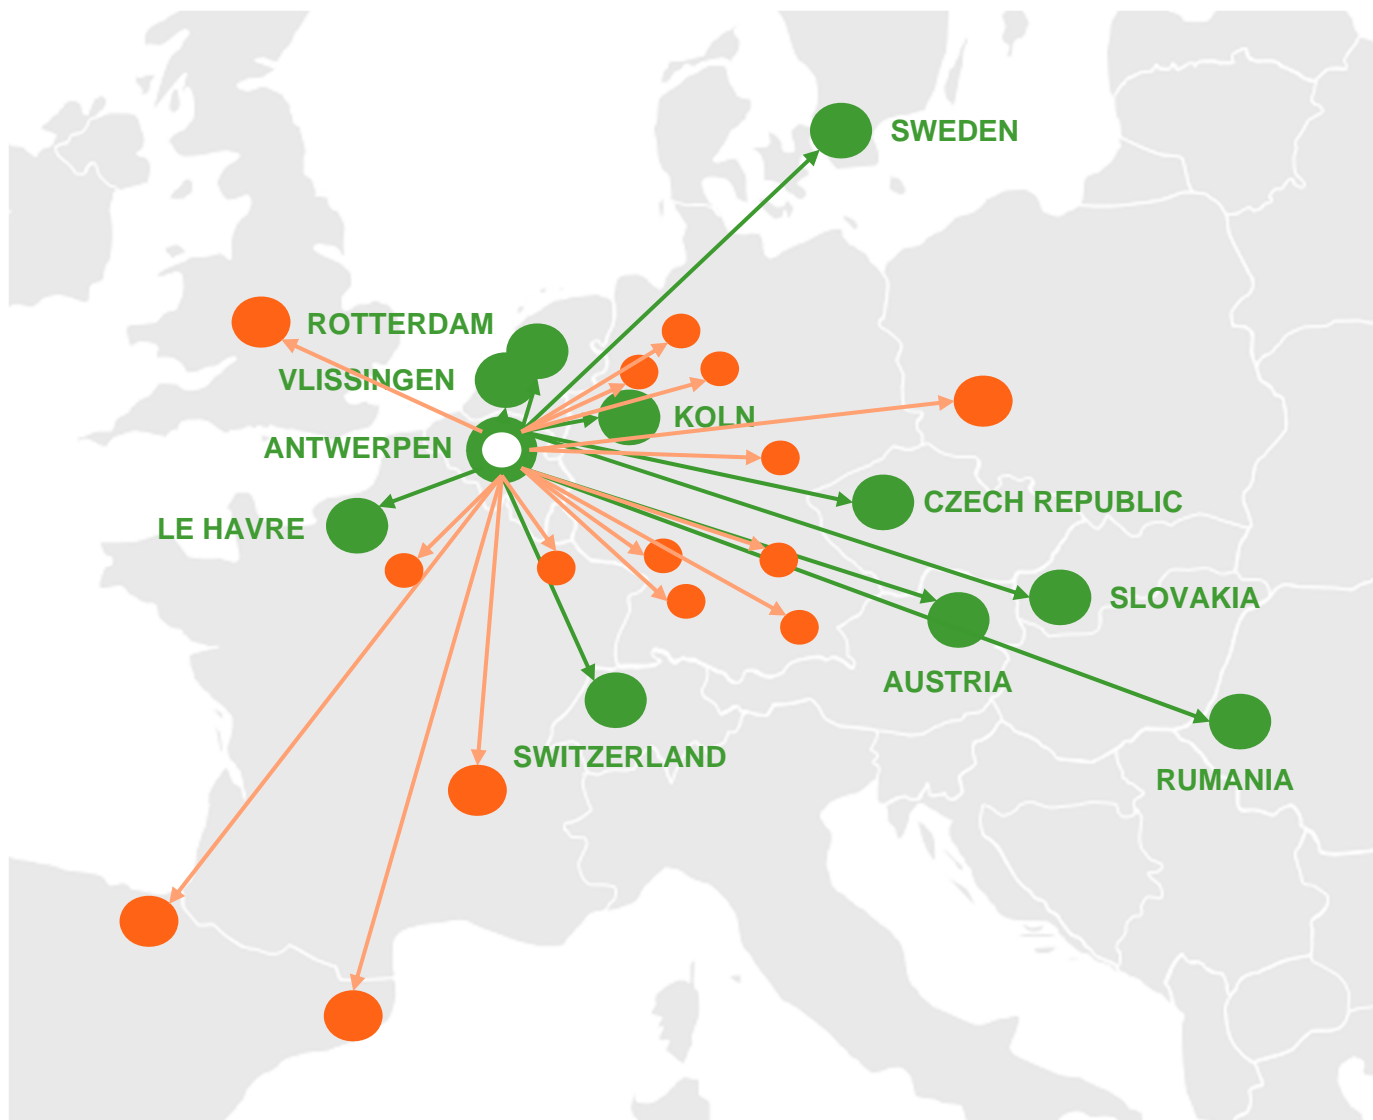 SWEDEN
ROTTERDAM
VLISSINGEN
KOLN
ANTWERPEN
CZECH REPUBLIC
LE HAVRE
SLOVAKIA
AUSTRIA
SWITZERLAND
RUMANIA